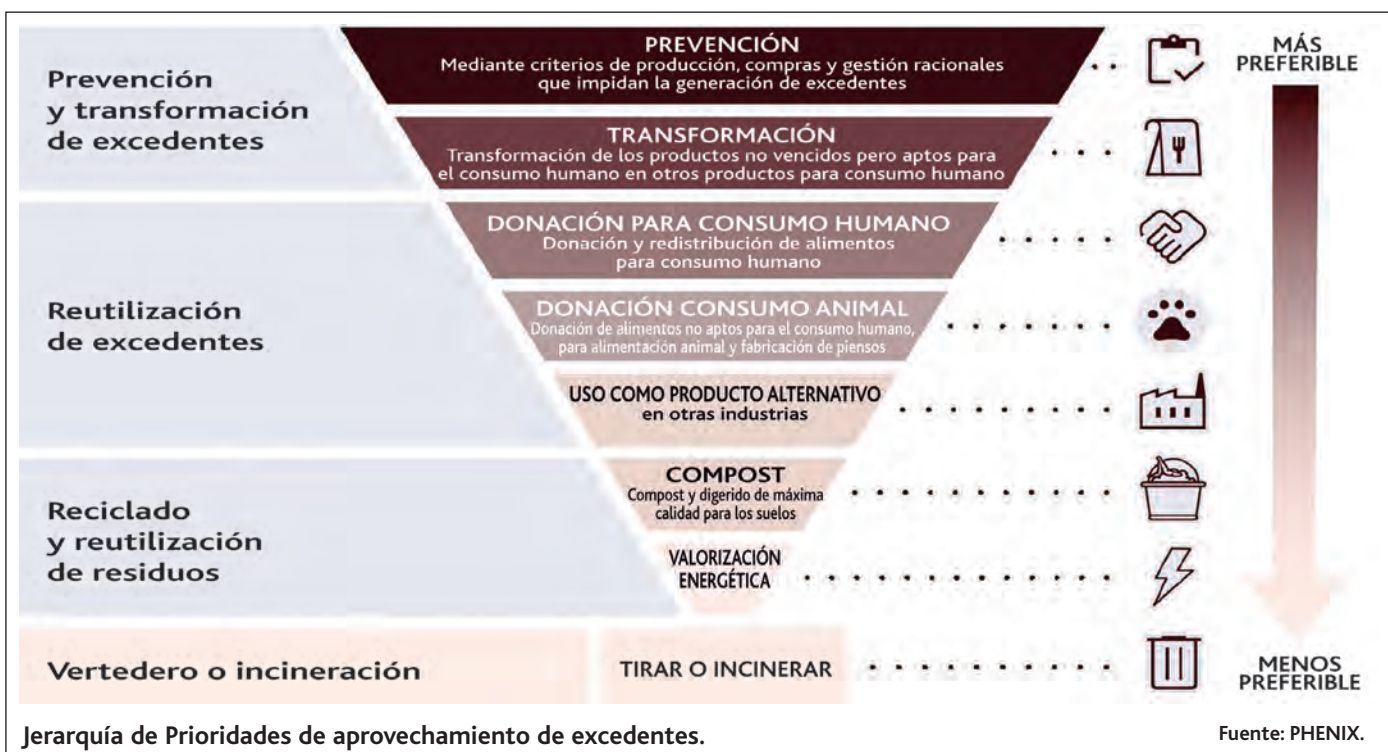 Prevención
y transformación
de excedentes
PREVENCIÓN
Mediante criterios de producción, compras y gestión racionales
que impidan la generación de excedentes
MÁS
PREFERIBLE
TRANSFORMACIÓN
Transformación de los productos no vencidos pero aptos para
el consumo humano en otros productos para consumo humano
Reutilización
de excedentes
DONACIÓN PARA CONSUMO HUMANO
Donación y redistribución de alimentos
para consumo humano
DONACIÓN CONSUMO ANIMAL
Donación de alimentos no aptos para el consumo humano,
para alimentación animal y fabricación de piensos
USO COMO PRODUCTO ALTERNATIVO
en otras industrias
Reciclado
y reutilización
de residuos
COMPOST
Compost y digerido de máxima
calidad para los suelos
VALORIZACIÓN
ENERGÉTICA
Vertedero o incineración
TIRAR O INCINERAR
MENOS
PREFERIBLE
Jerarquía de Prioridades de aprovechamiento de excedentes.
Fuente: PHENIX.